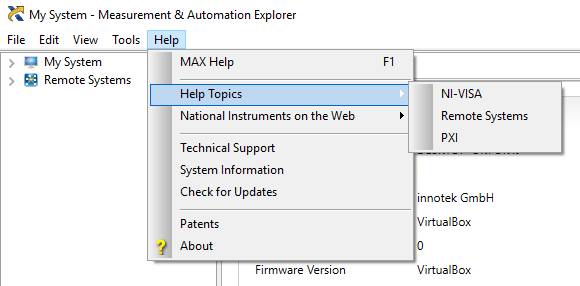 My System - Measurement & Automation Explorer
File Edit View Tools Help
My System
Remote Systems
MAX Help F1
Help Topics
National Instruments on the Web
Technical Support
System Information
Check for Updates
Patents
About
NI-VISA
Remote Systems
PXI
innotek GmbH
VirtualBox
0
Firmware Version VirtualBox